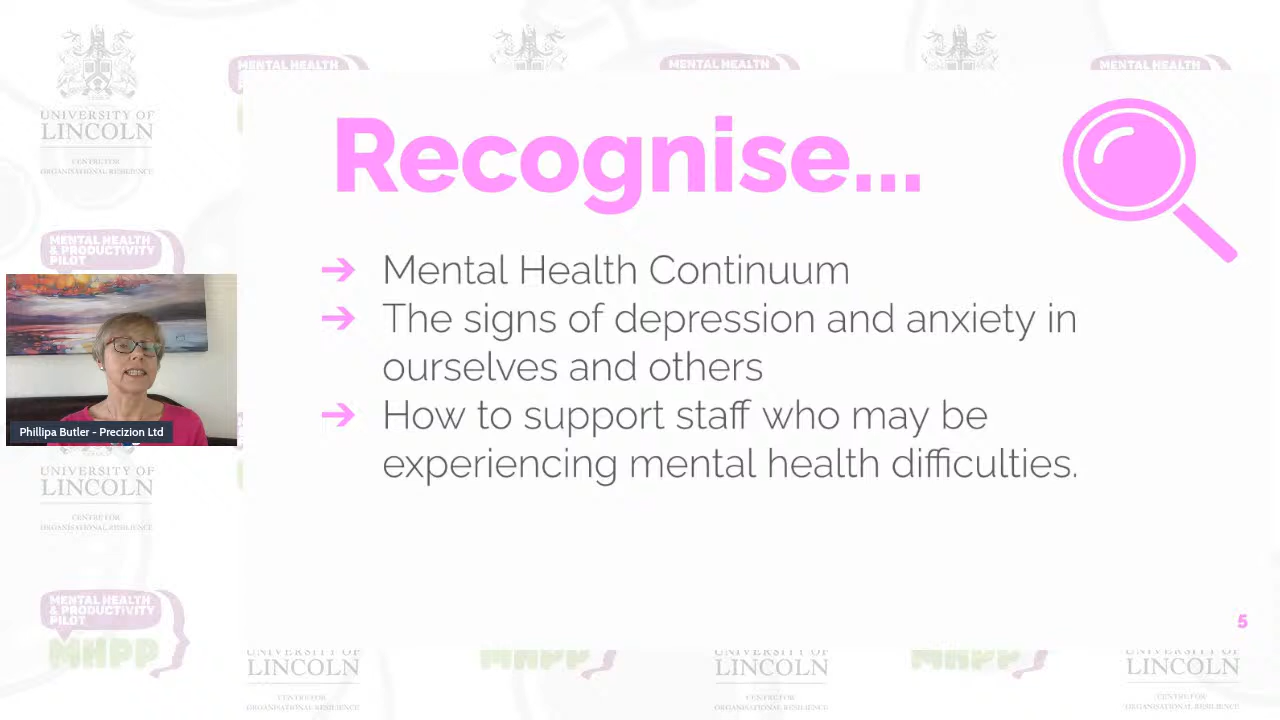 UNIVERSITY OF
LINCOLN
CENTRE FOR
ORGANISATIONAL RESILIENCE
MENTAL HEALTH
MENTAL HEALTH
MENTAL HEALTH
Recognise...
➔ Mental Health Continuum
➔ The signs of depression and anxiety in
ourselves and others
➔ How to support staff who may be
experiencing mental health difficulties.
5
MENTAL HEALTH
& PRODUCTIVITY
PILOT
Phillipa Butler - Precizion Ltd
UNIVERSITY OF
LINCOLN
CENTRE FOR
ORGANISATIONAL RESILIENCE
MENTAL HEALTH
& PRODUCTIVITY
PILOT
MHPP
UNIVERSITY OF
LINCOLN
CENTRE FOR
ORGANISATIONAL RESILIENCE
MHPP
UNIVERSITY OF
LINCOLN
CENTRE FOR
ORGANISATIONAL RESILIENCE
MHPP
UNIVERSITY OF
LINCOLN
CENTRE FOR
ORGANISATIONAL RESILIENCE